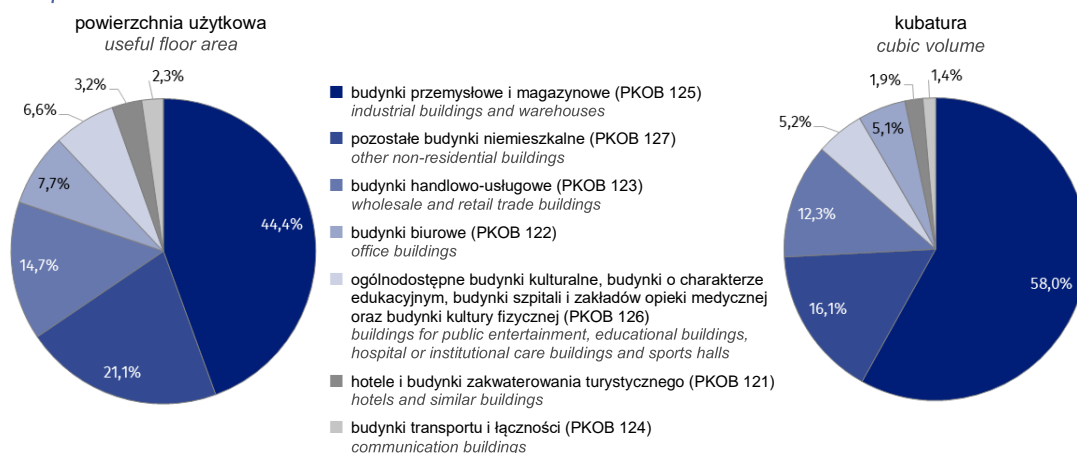 powierzchnia użytkowa
useful floor area
2,3%
3,2%
6,6%
7,7%
14,7%
21,1%
44,4%
budynki przemysłowe i magazynowe (PKOB 125)
industrial buildings and warehouses
pozostałe budynki niemieszkalne (PKOB 127)
other non-residential buildings
budynki handlowo-usługowe (PKOB 123)
wholesale and retail trade buildings
budynki biurowe (PKOB 122)
office buildings
ogólnodostępne budynki kulturalne, budynki o charakterze
edukacyjnym, budynki szpitali i zakładów opieki medycznej
oraz budynki kultury fizycznej (PKOB 126)
buildings for public entertainment, educational buildings,
hospital or institutional care buildings and sports halls
hotele i budynki zakwaterowania turystycznego (PKOB 121)
hotels and similar buildings
budynki transportu i łączności (PKOB 124)
communication buildings
kubatura
cubic volume
1,4%
1,9%
5,1%
5,2%
12,3%
16,1%
58,0%